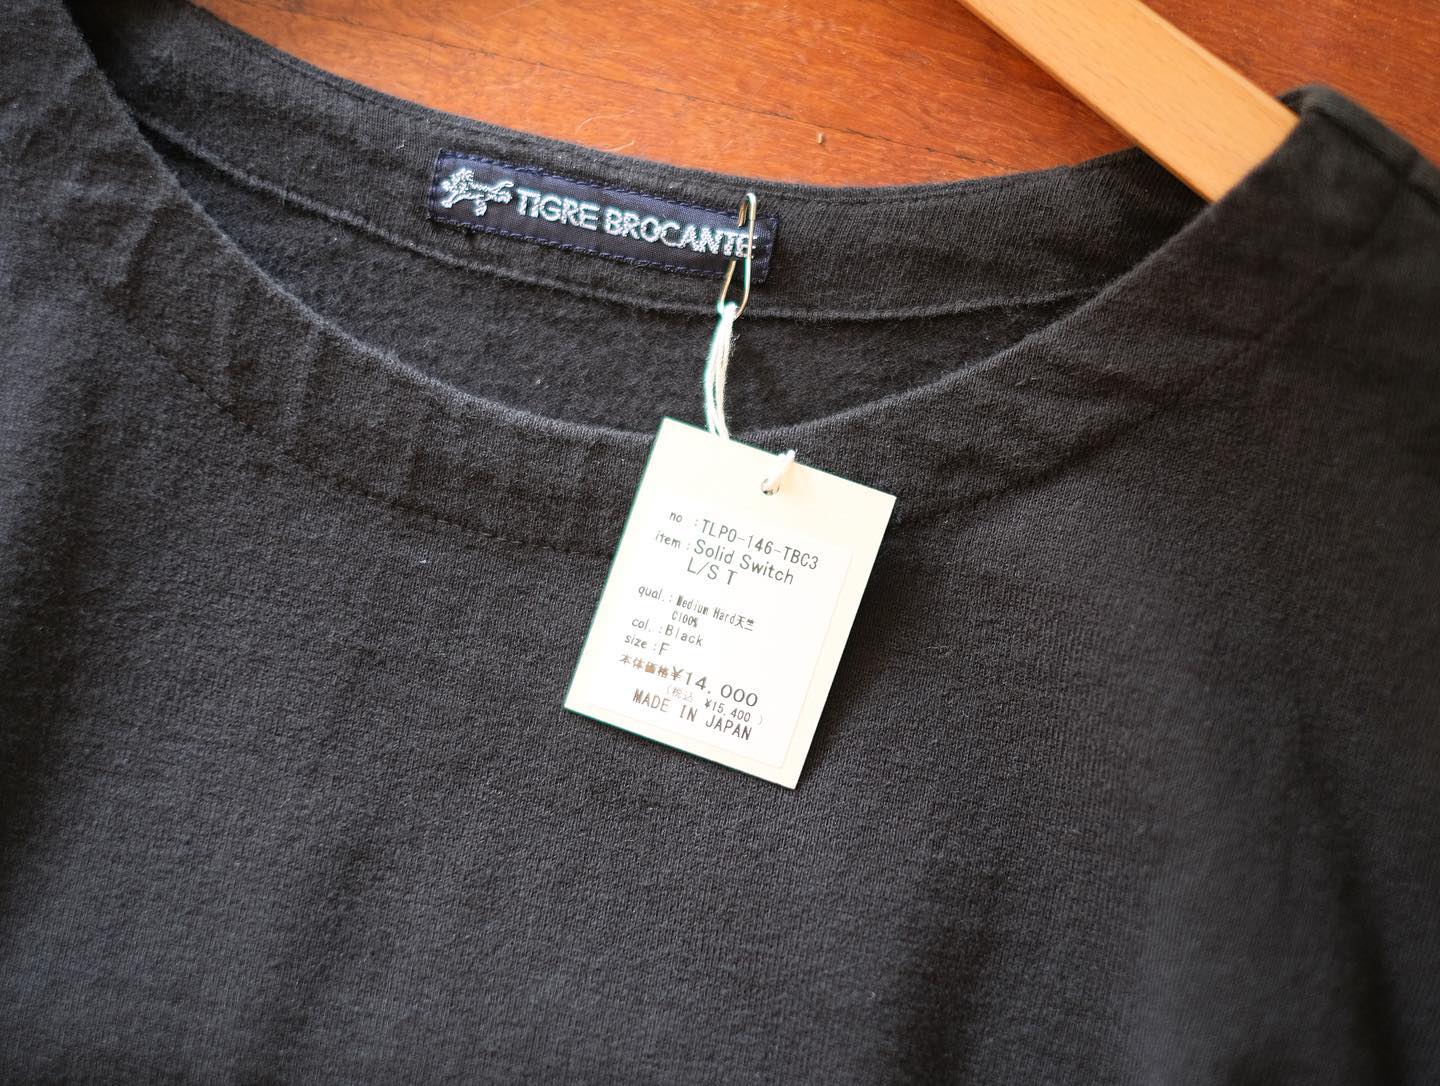 TIGRE BROCANTE
no. :TLPO-146-TBC3
item :Solid Switch
L/S T
qual.:Medium Hard天竺
C100%
col. :Black
size :F
本体価格¥14,000
(税込 ¥15,400 )
MADE IN JAPAN